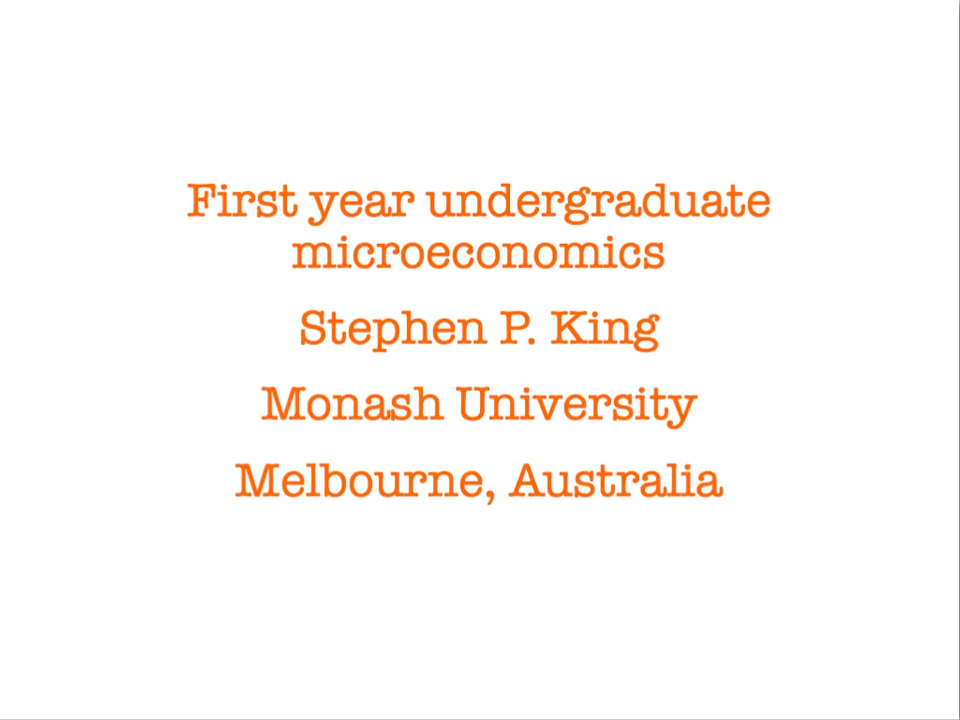 First year undergraduate
microeconomics
Stephen P. King
Monash University
Melbourne, Australia